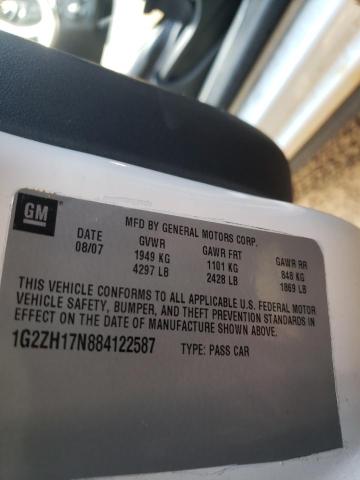 GM
MFD BY GENERAL MOTORS CORP.
DATE GVWR GAWR FRT GAWR RR
08/07 1949 KG 1101 KG 848 KG
4297 LB 2428 LB 1869 LB
THIS VEHICLE CONFORMS TO ALL APPLICABLE U.S. FEDERAL MOTOR
VEHICLE SAFETY, BUMPER, AND THEFT PREVENTION STANDARDS IN
EFFECT ON THE DATE OF MANUFACTURE SHOWN ABOVE.
1G2ZH17N884122587 TYPE: PASS CAR